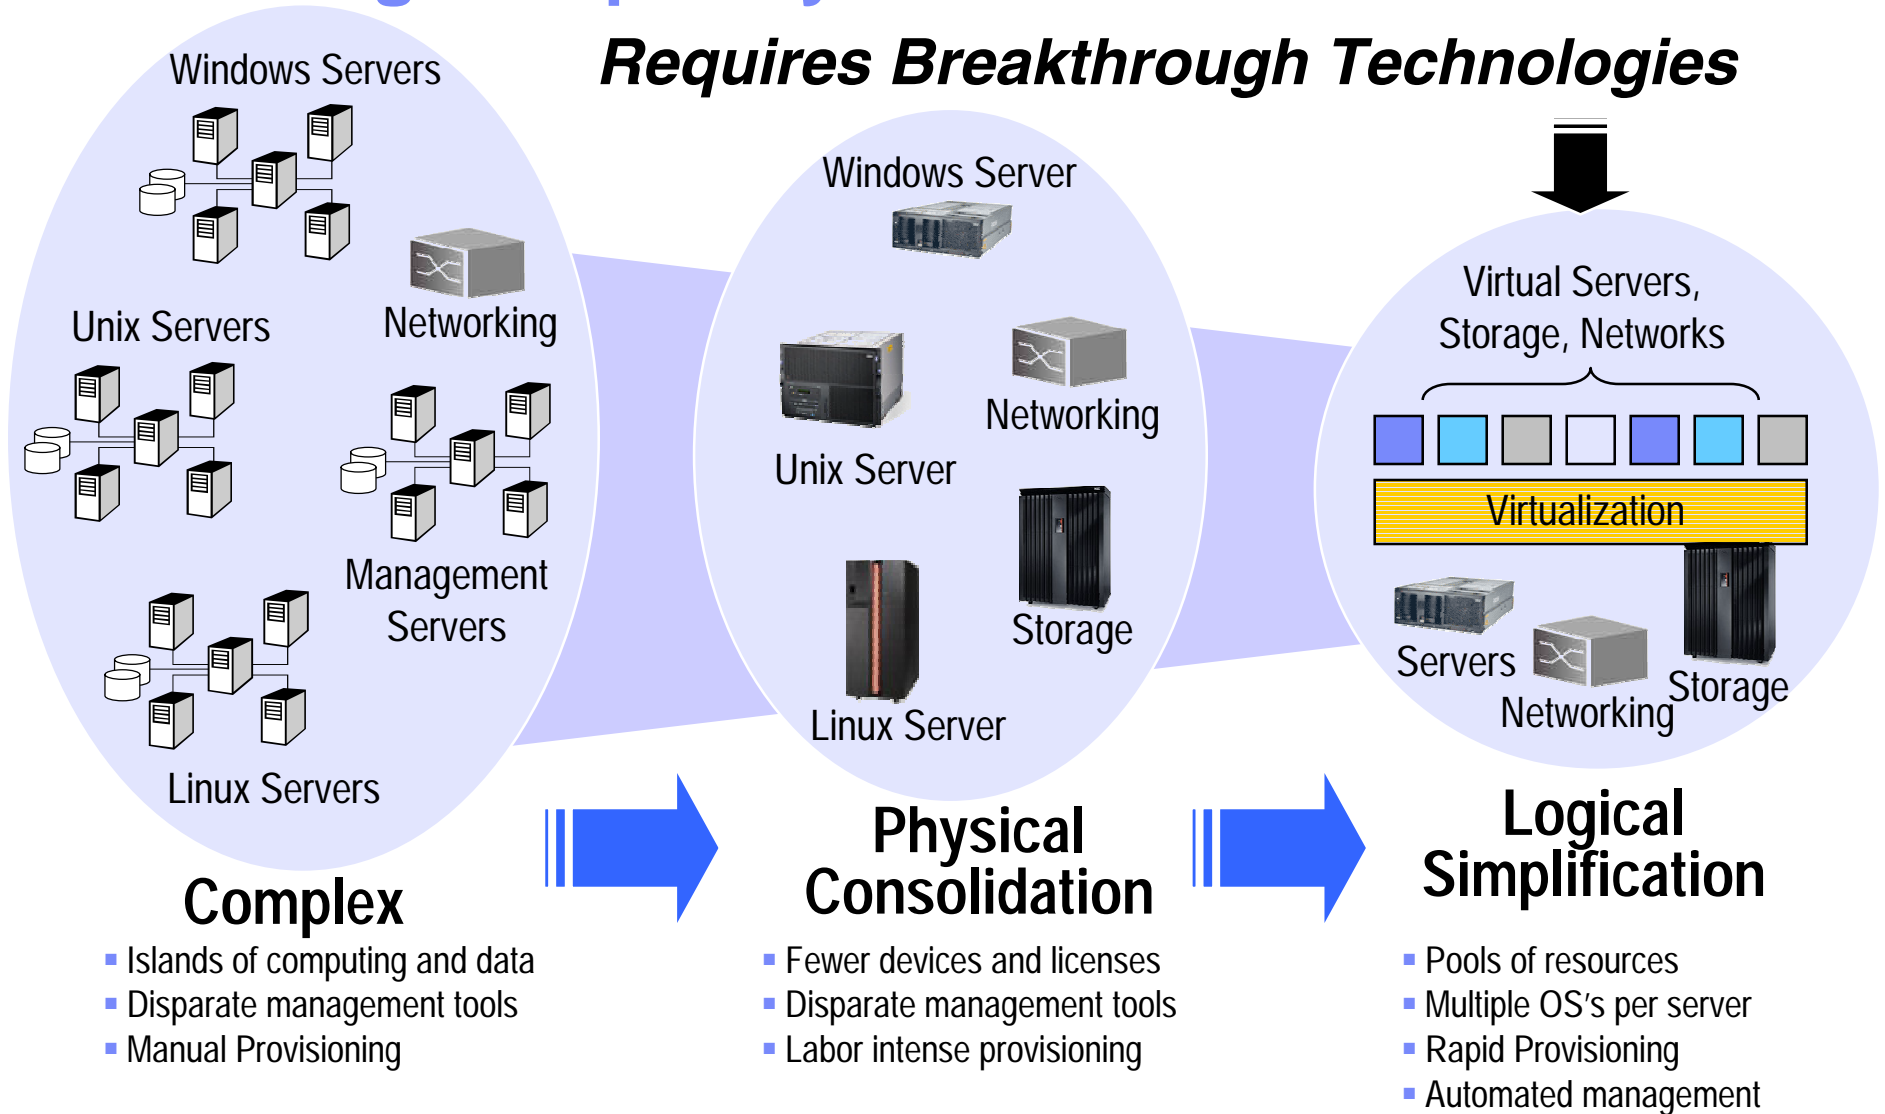 Requires Breakthrough Technologies
Windows Servers
Unix Servers
Networking
Management
Servers
Linux Servers
Windows Server
Unix Server
Networking
Storage
Linux Server
Virtual Servers,
Storage, Networks
Virtualization
Servers
Networking
Storage
Complex
▪ Islands of computing and data
▪ Disparate management tools
▪ Manual Provisioning
Physical
Consolidation
▪ Fewer devices and licenses
▪ Disparate management tools
▪ Labor intense provisioning
Logical
Simplification
▪ Pools of resources
▪ Multiple OS's per server
▪ Rapid Provisioning
▪ Automated management